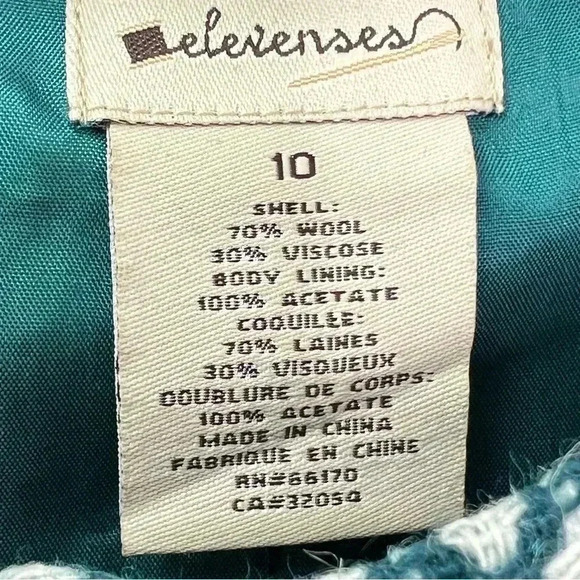 elevenses
10
SHELL:
70% WOOL
30% VISCOSE
BODY LINING:
100% ACETATE
COQUILLE:
70% LAINES
30% VISQUEUX
DOUBLURE DE CORPS:
100% ACETATE
MADE IN CHINA
FABRIQUE EN CHINE
RN#66170
CA#32054